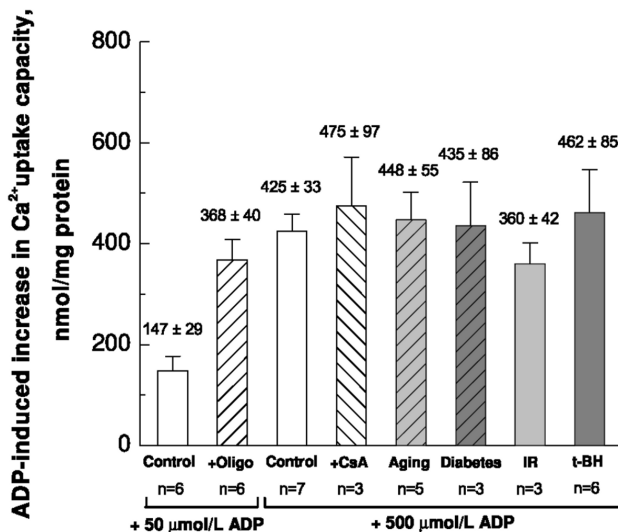 ADP-induced increase in Ca²⁺uptake capacity,
nmol/mg protein
800
600
400
200
0
147 ± 29
368 ± 40
425 ± 33
475 ± 97
448 ± 55
435 ± 86
360 ± 42
462 ± 85
Control +Oligo Control +CsA Aging Diabetes IR t-BH
n=6 n=6 n=7 n=3 n=5 n=3 n=3 n=6
+ 50 μmol/L ADP + 500 μmol/L ADP